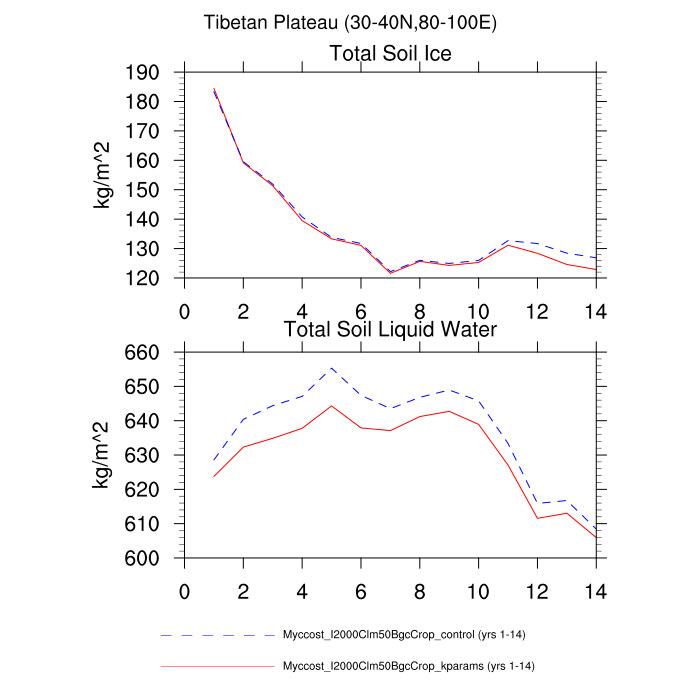 Tibetan Plateau (30-40N,80-100E)
Total Soil Ice
190
180
170
160
150
140
130
120
kg/m^2
0 2 4 6 8 10 12 14
Total Soil Liquid Water
660
650
640
630
620
610
600
kg/m^2
0 2 4 6 8 10 12 14
Myccost_I2000Clm50BgcCrop_control (yrs 1-14)
Myccost_I2000Clm50BgcCrop_kparams (yrs 1-14)